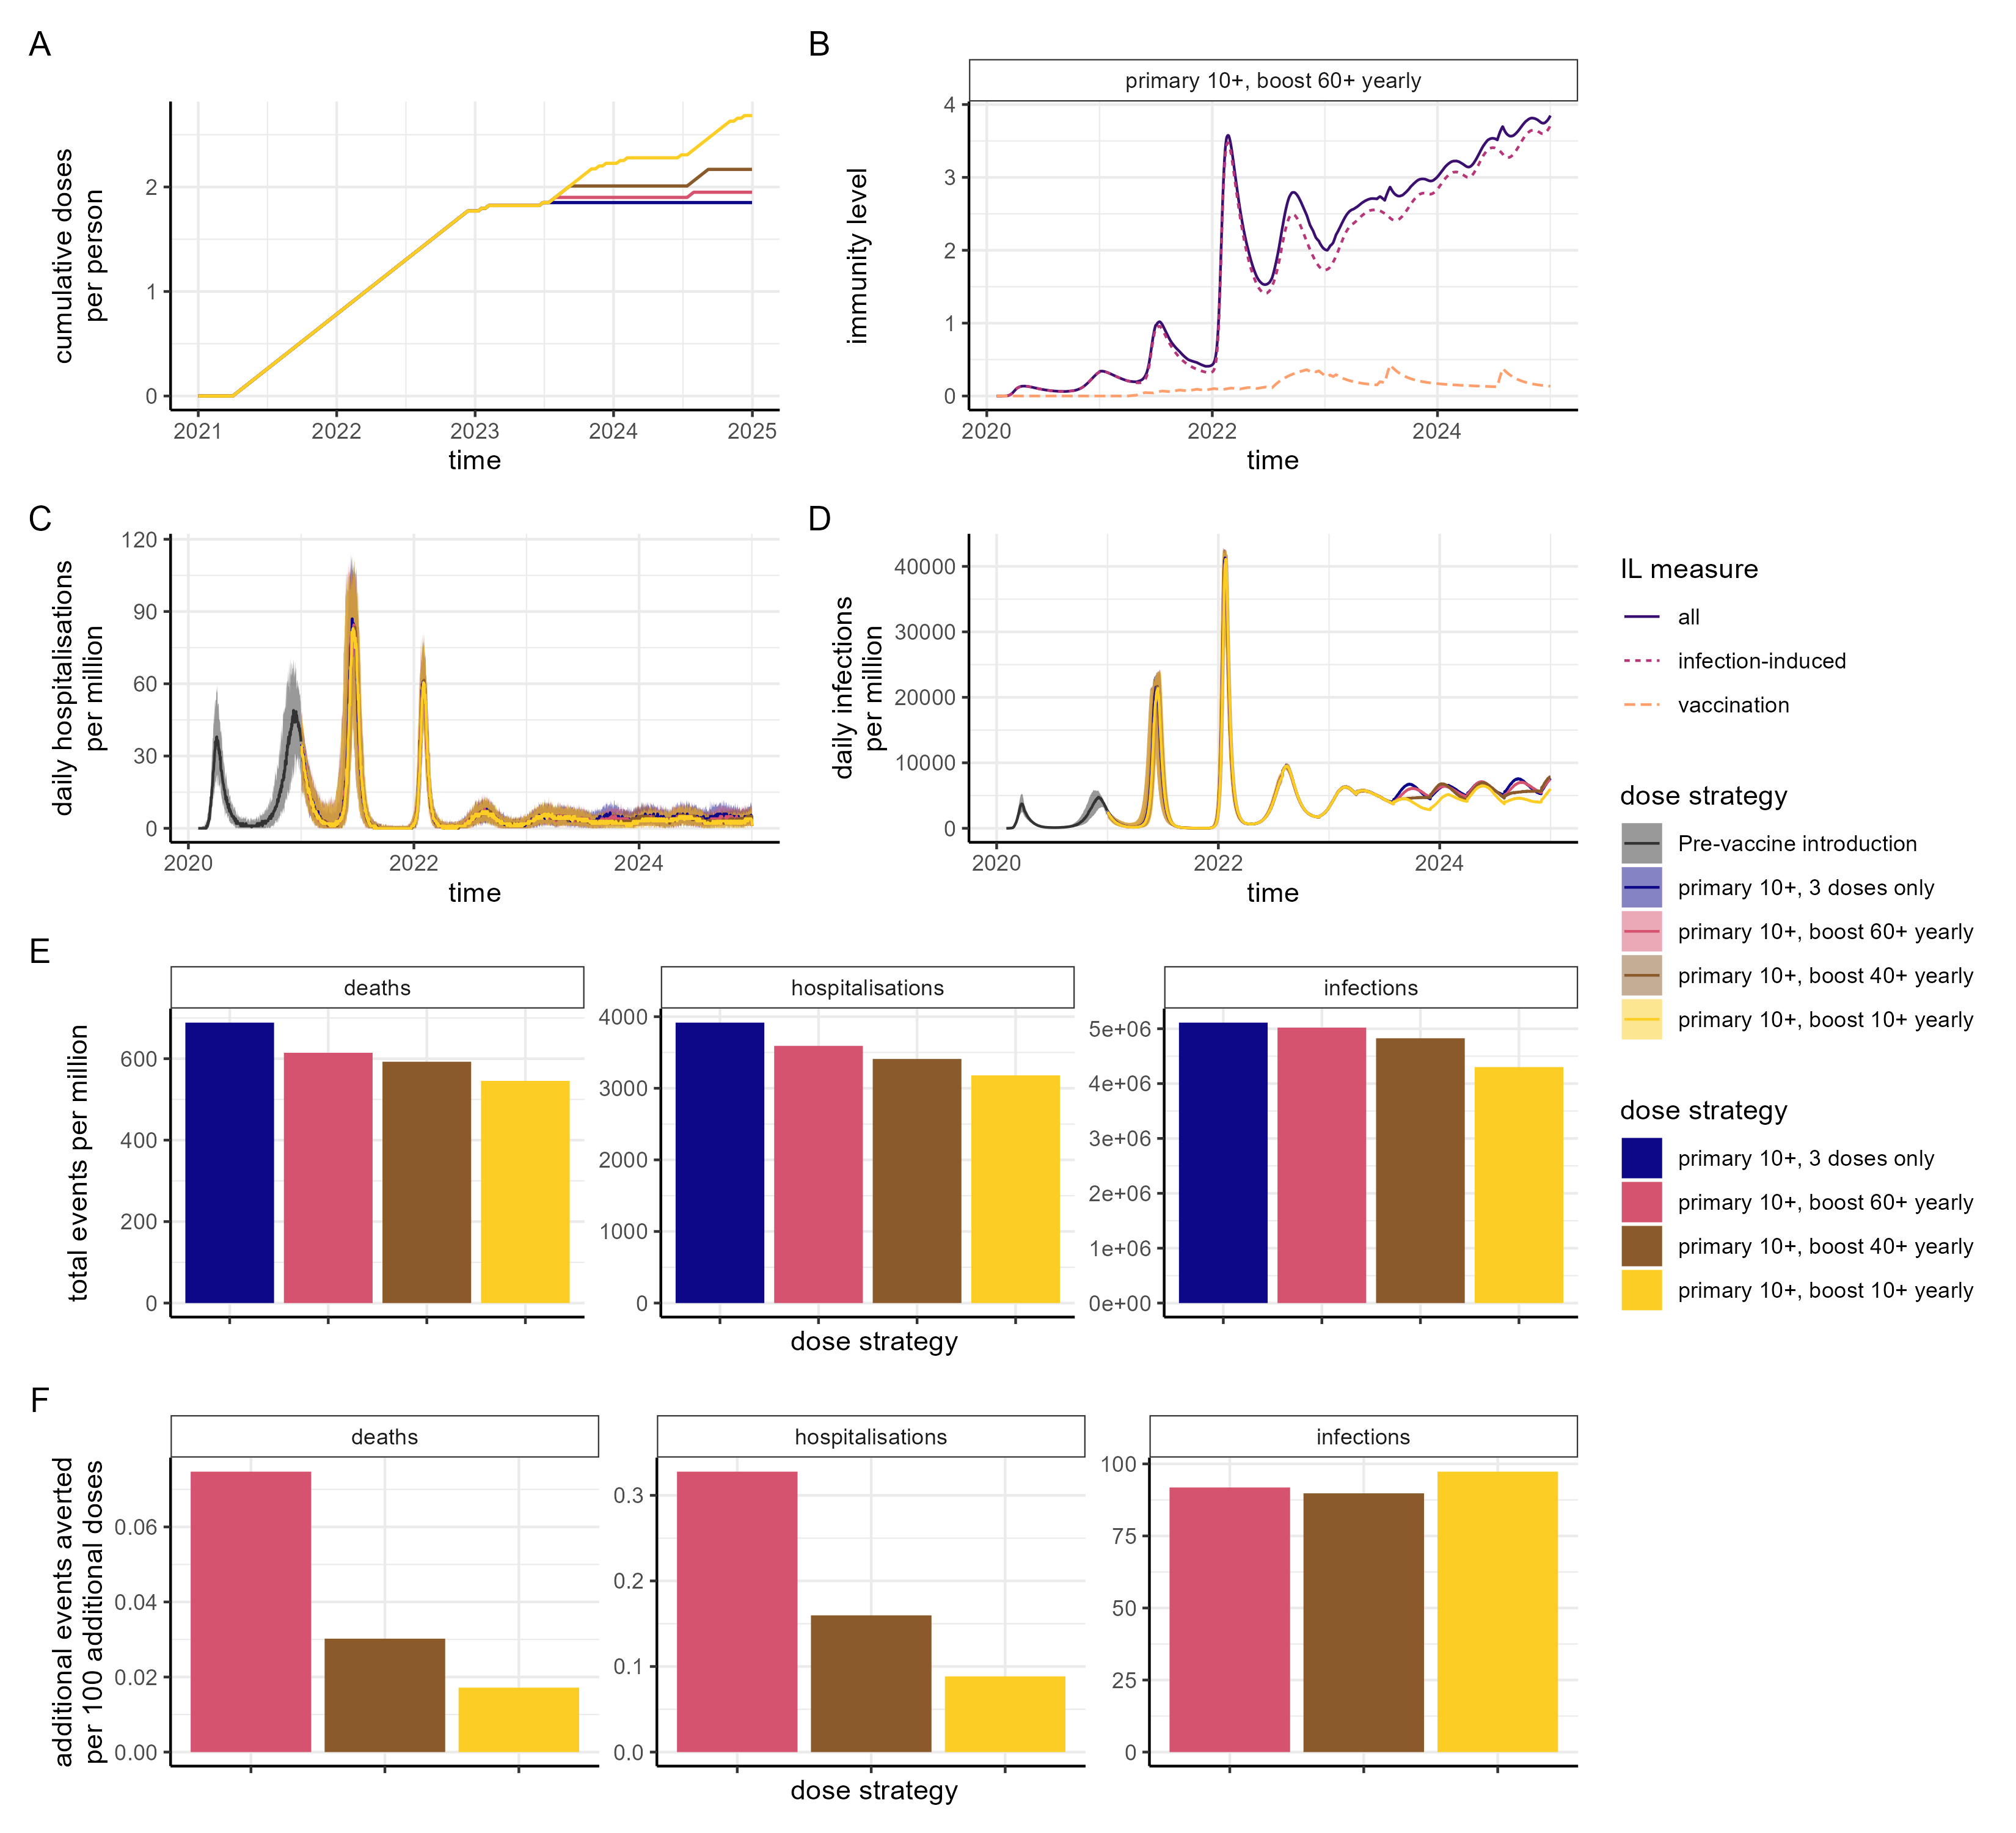 A
cumulative doses
per person
0
1
2
2021
2022
2023
2024
2025
time
B
primary 10+, boost 60+ yearly
immunity level
4
3
2
1
0
2020
2022
2024
time
C
daily hospitalisations
per million
120
90
60
30
0
2020
2022
2024
time
D
daily infections
per million
40000
30000
20000
10000
0
2020
2022
2024
time
IL measure
all
infection-induced
vaccination
dose strategy
Pre-vaccine introduction
primary 10+, 3 doses only
primary 10+, boost 60+ yearly
primary 10+, boost 40+ yearly
primary 10+, boost 10+ yearly
dose strategy
primary 10+, 3 doses only
primary 10+, boost 60+ yearly
primary 10+, boost 40+ yearly
primary 10+, boost 10+ yearly
E
total events per million
deaths
600
400
200
0
hospitalisations
4000
3000
2000
1000
0
infections
5e+06
4e+06
3e+06
2e+06
1e+06
0e+00
dose strategy
F
additional events averted
per 100 additional doses
deaths
0.06
0.04
0.02
0.00
hospitalisations
0.3
0.2
0.1
0.0
infections
100
75
50
25
0
dose strategy